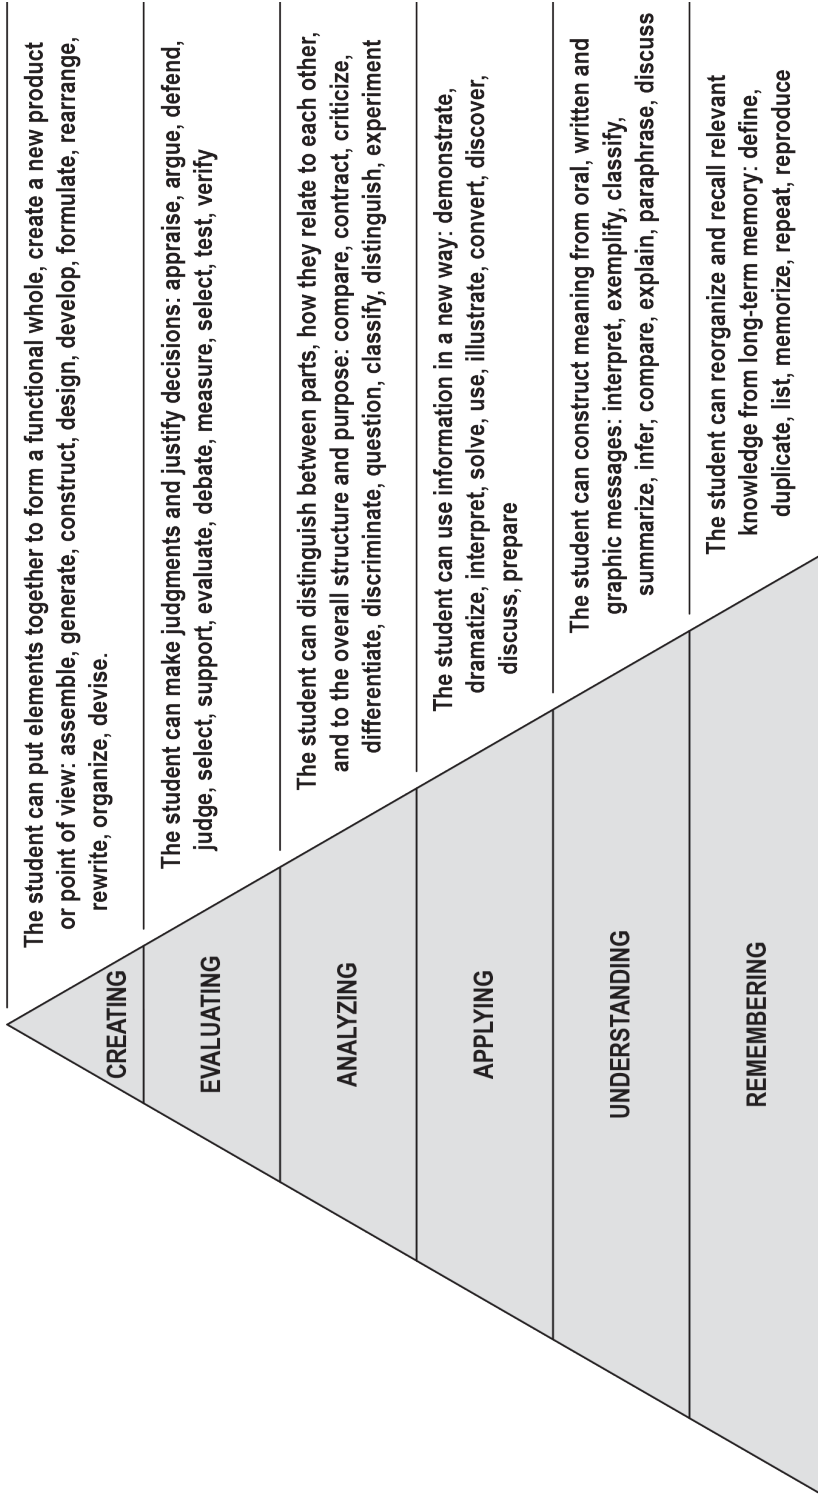 CREATING
The student can put elements together to form a functional whole, create a new product
or point of view: assemble, generate, construct, design, develop, formulate, rearrange,
rewrite, organize, devise.
EVALUATING
The student can make judgments and justify decisions: appraise, argue, defend,
judge, select, support, evaluate, debate, measure, select, test, verify
ANALYZING
The student can distinguish between parts, how they relate to each other,
and to the overall structure and purpose: compare, contract, criticize,
differentiate, discriminate, question, classify, distinguish, experiment
APPLYING
The student can use information in a new way: demonstrate,
dramatize, interpret, solve, use, illustrate, convert, discover,
discuss, prepare
UNDERSTANDING
The student can construct meaning from oral, written and
graphic messages: interpret, exemplify, classify,
summarize, infer, compare, explain, paraphrase, discuss
REMEMBERING
The student can reorganize and recall relevant
knowledge from long-term memory: define,
duplicate, list, memorize, repeat, reproduce